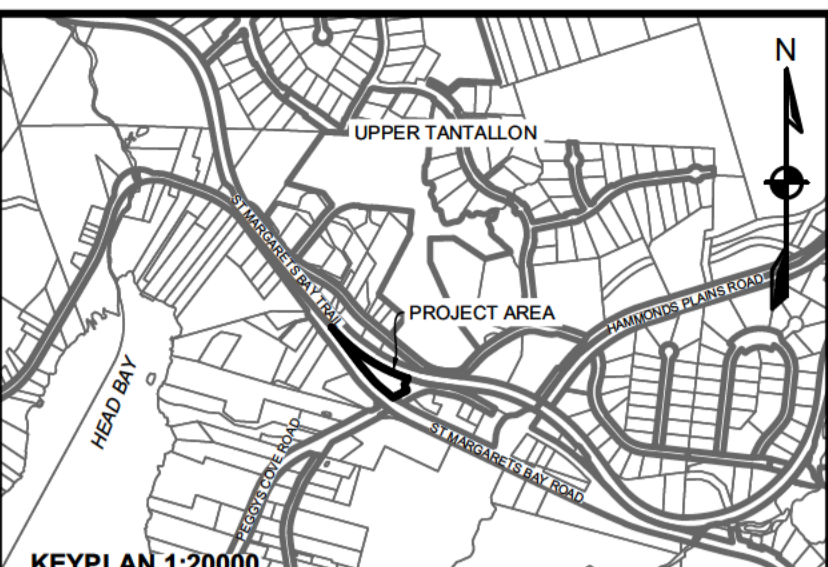 N
UPPER TANTALLON
ST MARGARETS BAY TRAIL
PROJECT AREA
HAMMONDS PLAINS ROAD
HEAD BAY
PEGGYS COVE ROAD
ST MARGARETS BAY ROAD
KEYPLAN 1:20000